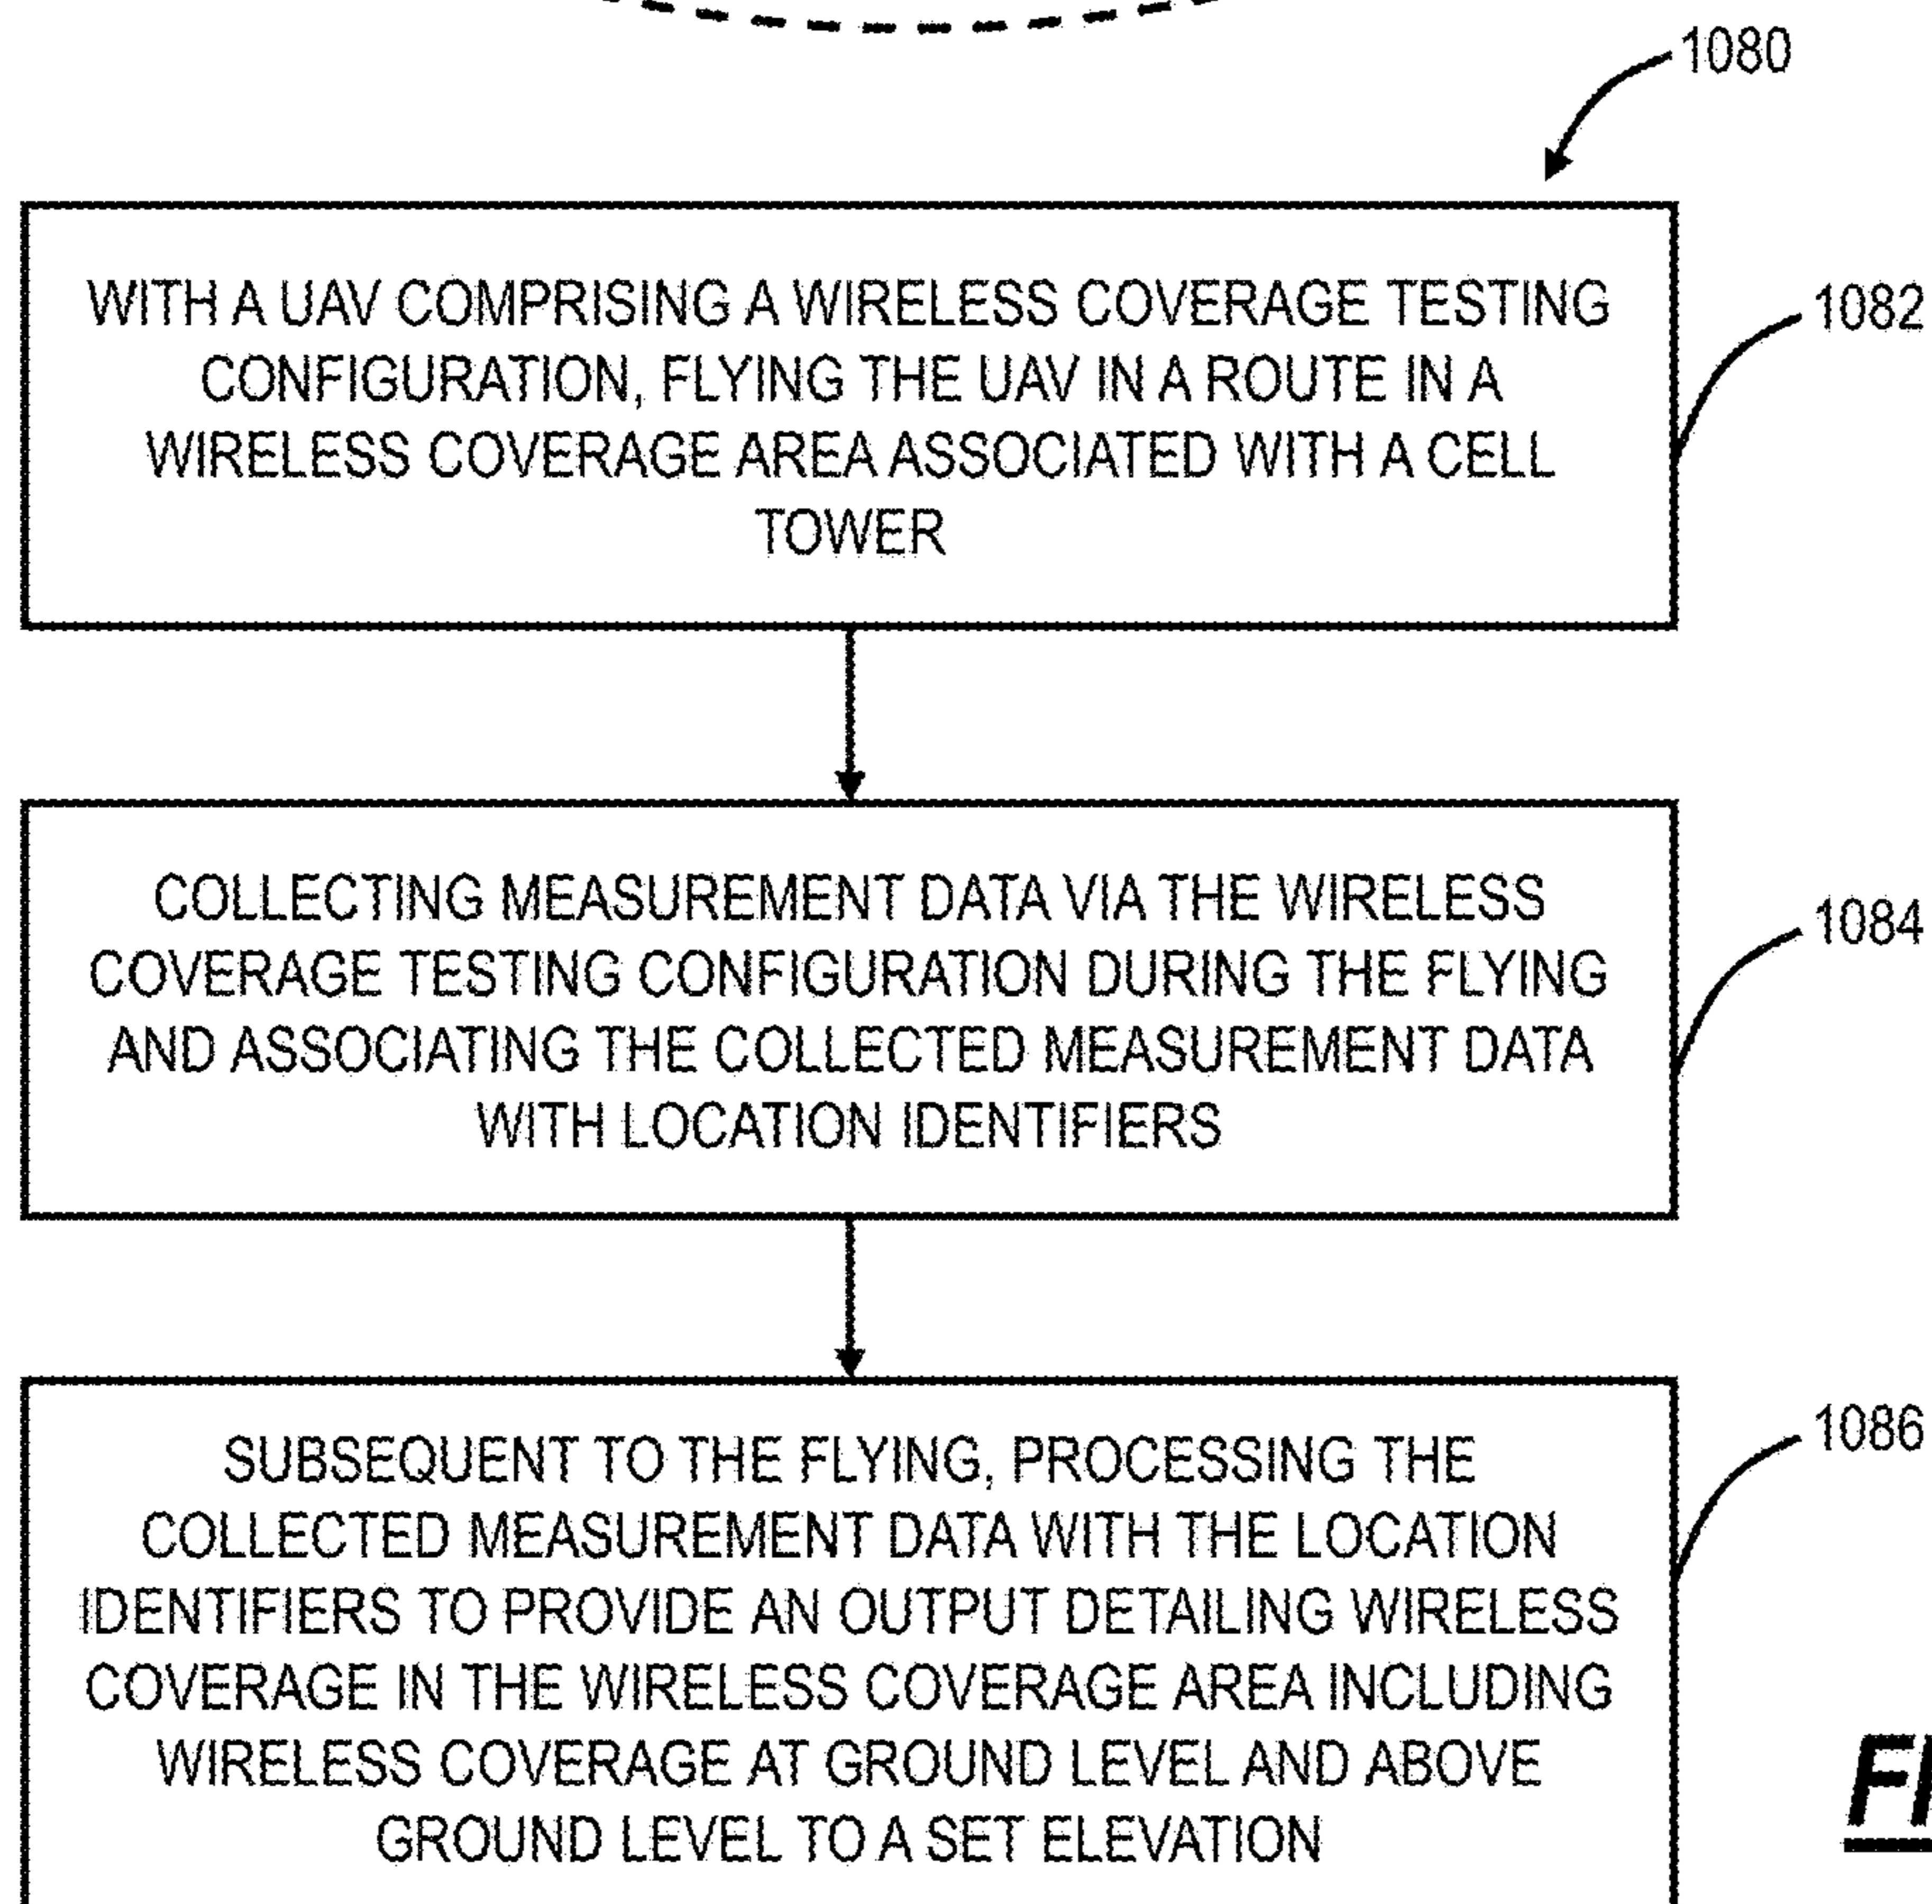 1080
WITH A UAV COMPRISING A WIRELESS COVERAGE TESTING
CONFIGURATION, FLYING THE UAV IN A ROUTE IN A
WIRELESS COVERAGE AREA ASSOCIATED WITH A CELL
TOWER
1082
COLLECTING MEASUREMENT DATA VIA THE WIRELESS
COVERAGE TESTING CONFIGURATION DURING THE FLYING
AND ASSOCIATING THE COLLECTED MEASUREMENT DATA
WITH LOCATION IDENTIFIERS
1084
SUBSEQUENT TO THE FLYING, PROCESSING THE
COLLECTED MEASUREMENT DATA WITH THE LOCATION
IDENTIFIERS TO PROVIDE AN OUTPUT DETAILING WIRELESS
COVERAGE IN THE WIRELESS COVERAGE AREA INCLUDING
WIRELESS COVERAGE AT GROUND LEVEL AND ABOVE
GROUND LEVEL TO A SET ELEVATION
1086